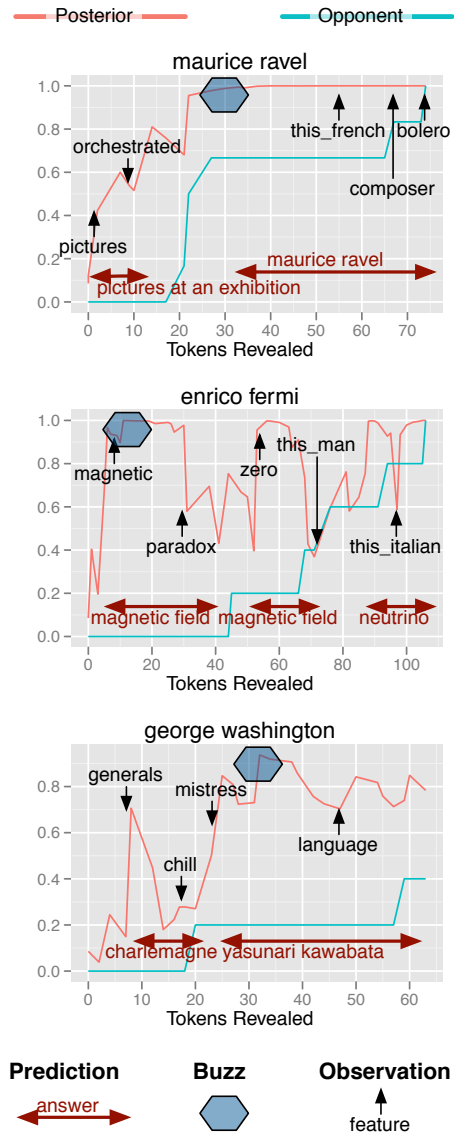 Posterior Opponent
maurice ravel
1.0
0.8
0.6
0.4
0.2
0.0
orchestrated
pictures
this_french bolero
composer
maurice ravel
pictures at an exhibition
0 10 20 30 40 50 60 70
Tokens Revealed
enrico fermi
1.0
0.8
0.6
0.4
0.2
0.0
magnetic
paradox
zero
this_man
this_italian
magnetic field magnetic field neutrino
0 20 40 60 80 100
Tokens Revealed
george washington
0.8
0.6
0.4
0.2
0.0
generals
chill
mistress
language
charlemagne yasunari kawabata
0 10 20 30 40 50 60
Tokens Revealed
Prediction Buzz Observation
answer
feature